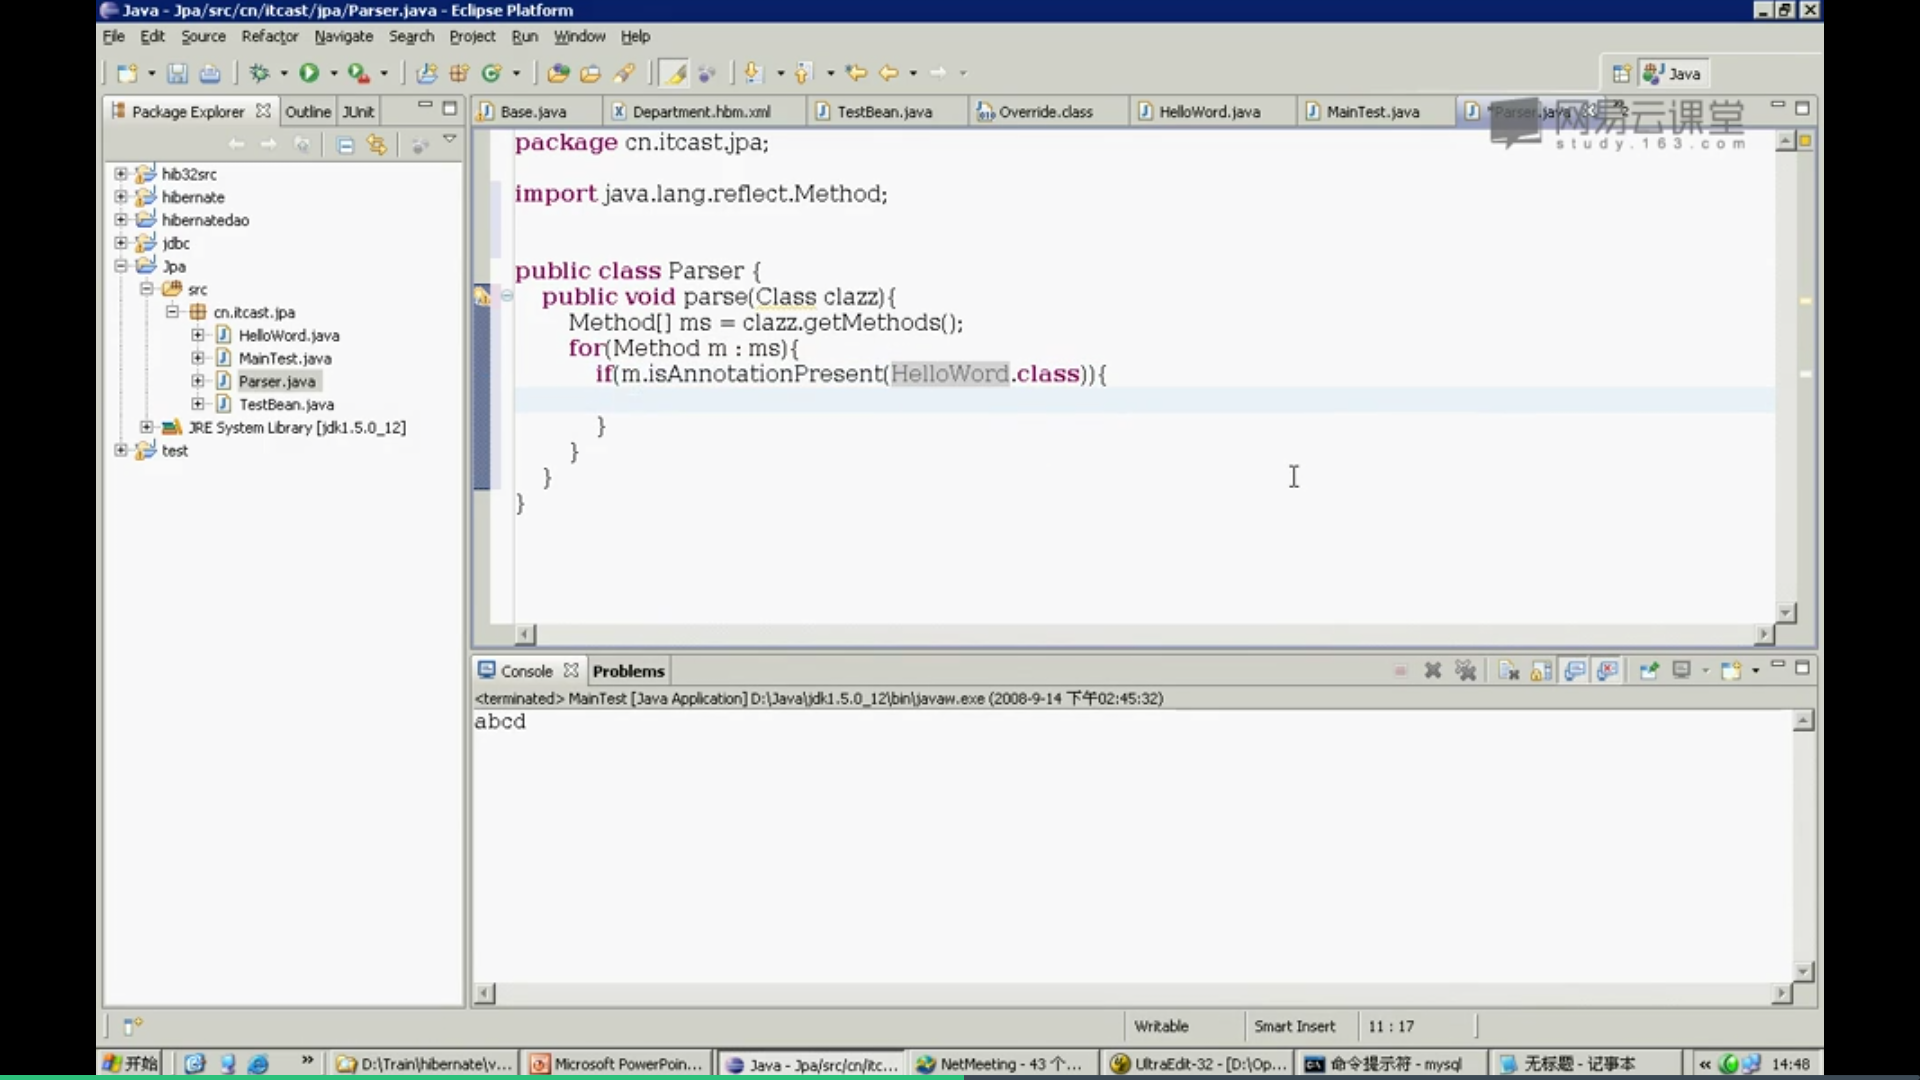 Java - Jpa/src/cn/itcast/jpa/Parser.java - Eclipse Platform
File Edit Source Refactor Navigate Search Project Run Window Help
Java
Package Explorer Outline JUnit
Base.java Department.hbm.xml TestBean.java Override.class HelloWord.java MainTest.java *Parser.java
网易云课堂
study.163.com
hib32src
hibernate
hibernatedao
jdbc
Jpa
src
cn.itcast.jpa
HelloWord.java
MainTest.java
Parser.java
TestBean.java
JRE System Library [jdk1.5.0_12]
test
package cn.itcast.jpa;
import java.lang.reflect.Method;
public class Parser {
public void parse(Class clazz){
Method[] ms = clazz.getMethods();
for(Method m : ms){
if(m.isAnnotationPresent(HelloWord.class)){
}
}
}
}
Console Problems
<terminated> MainTest [Java Application] D:\Java\jdk1.5.0_12\bin\javaw.exe (2008-9-14 下午02:45:32)
abcd
Writable Smart Insert 11 : 17
开始 » D:\Train\hibernate\v... Microsoft PowerPoin... Java - Jpa/src/cn/itc... NetMeeting - 43 个... UltraEdit-32 - [D:\Op... 命令提示符 - mysql 无标题 - 记事本 « 14:48